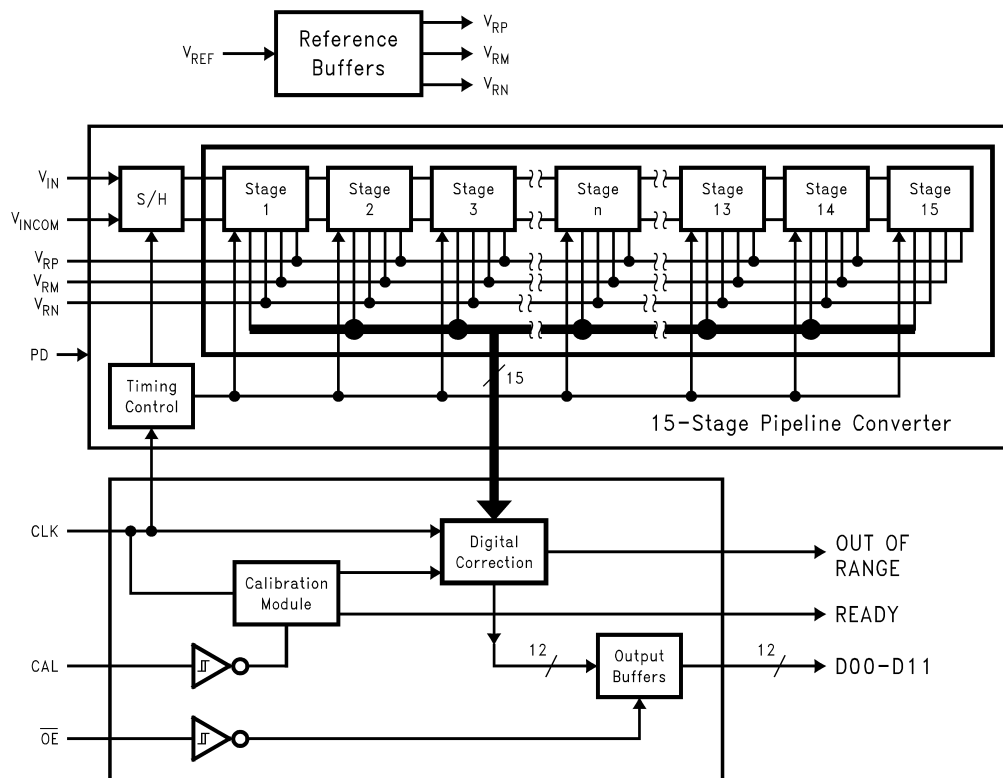 Reference
Buffers
V_REF
V_RP
V_RM
V_RN
V_IN
V_INCOM
V_RP
V_RM
V_RN
PD
S/H
Stage
1
Stage
2
Stage
3
Stage
n
Stage
13
Stage
14
Stage
15
Timing
Control
15
15-Stage Pipeline Converter
CLK
Digital
Correction
OUT OF
RANGE
Calibration
Module
READY
CAL
12
Output
Buffers
12
D00-D11
O̅E̅